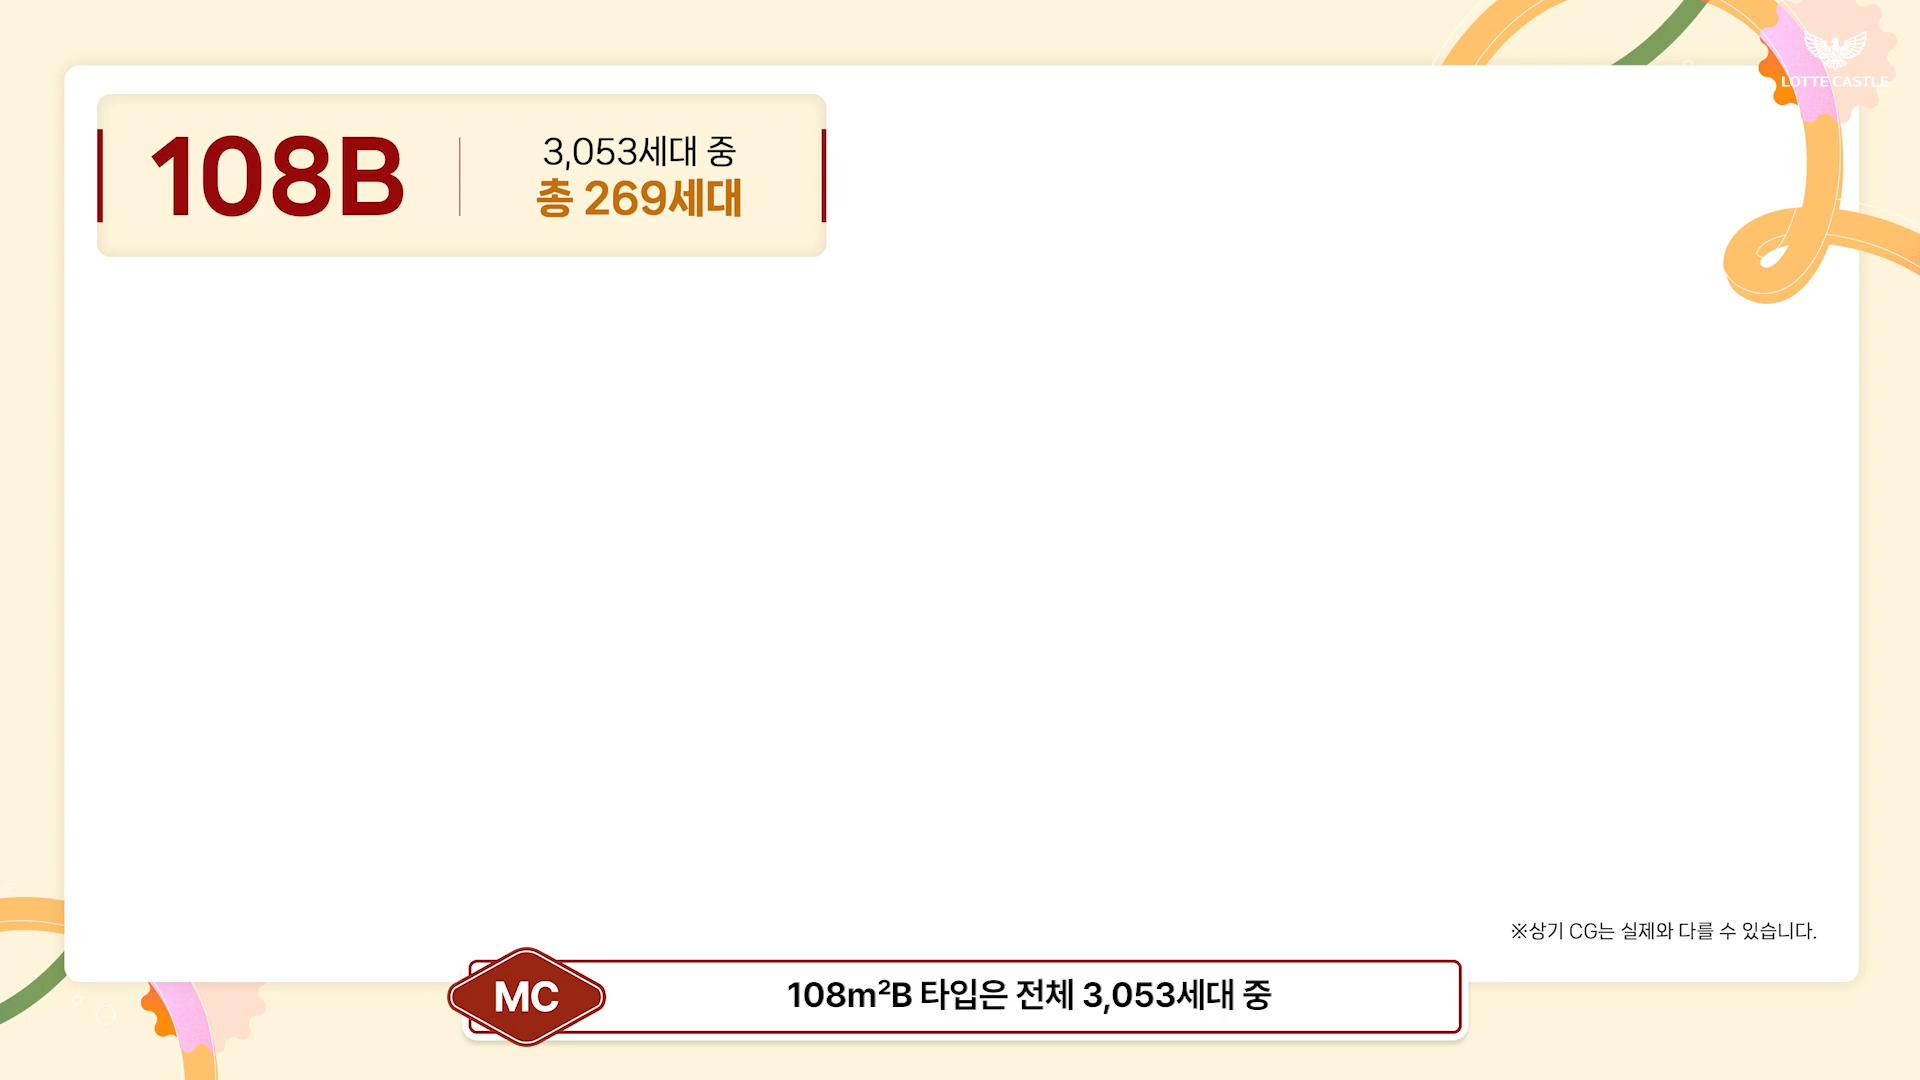 LOTTE CASTLE
108B
3,053세대 중
총 269세대
※상기 CG는 실제와 다를 수 있습니다.
MC
108m²B 타입은 전체 3,053세대 중